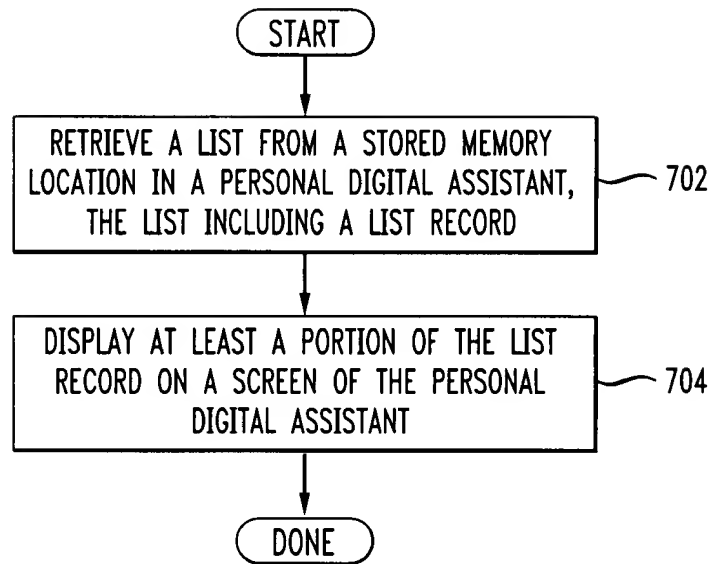 START
RETRIEVE A LIST FROM A STORED MEMORY
LOCATION IN A PERSONAL DIGITAL ASSISTANT,
THE LIST INCLUDING A LIST RECORD
702
DISPLAY AT LEAST A PORTION OF THE LIST
RECORD ON A SCREEN OF THE PERSONAL
DIGITAL ASSISTANT
704
DONE